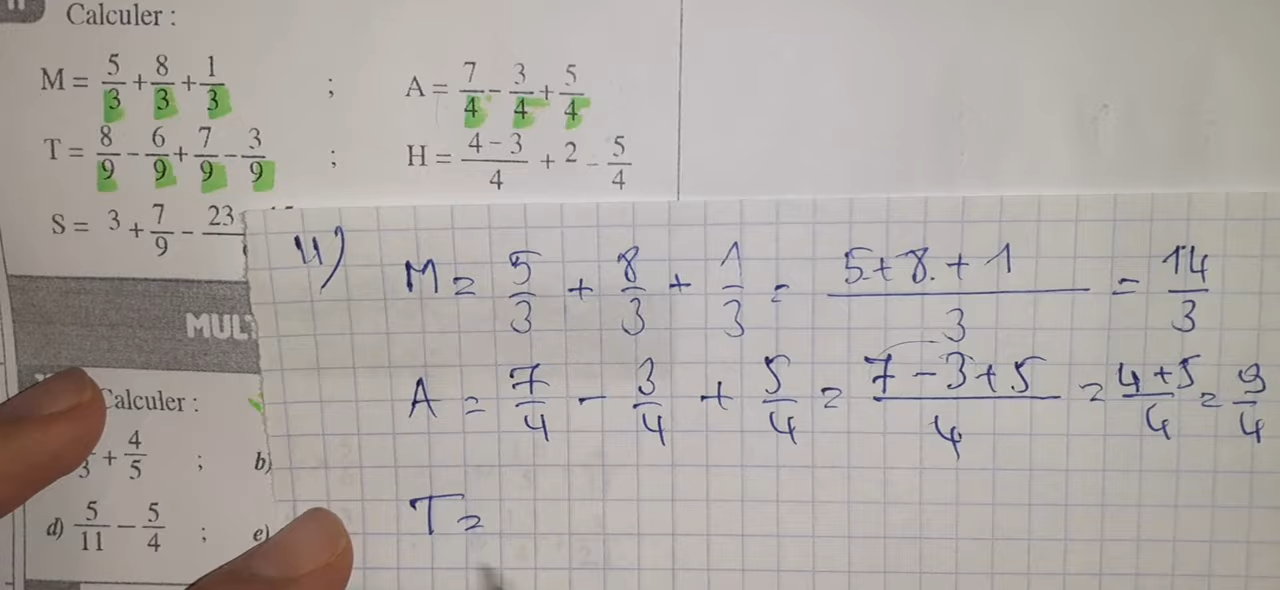 Calculer :
M = 5/3 + 8/3 + 1/3 ; A = 7/4 - 3/4 + 5/4
T = 8/9 - 6/9 + 7/9 - 3/9 ; H = (4 - 3)/4 + 2 - 5/4
S = 3 + 7/9 - 23
MUL
Calculer :
+ 4/5 ; b)
d) 5/11 - 5/4 ; e)
M = 5/3 + 8/3 + 1/3 = (5 + 8 + 1)/3 = 14/3
A = 7/4 - 3/4 + 5/4 = (7 - 3 + 5)/4 = (4 + 5)/4 = 9/4
T =